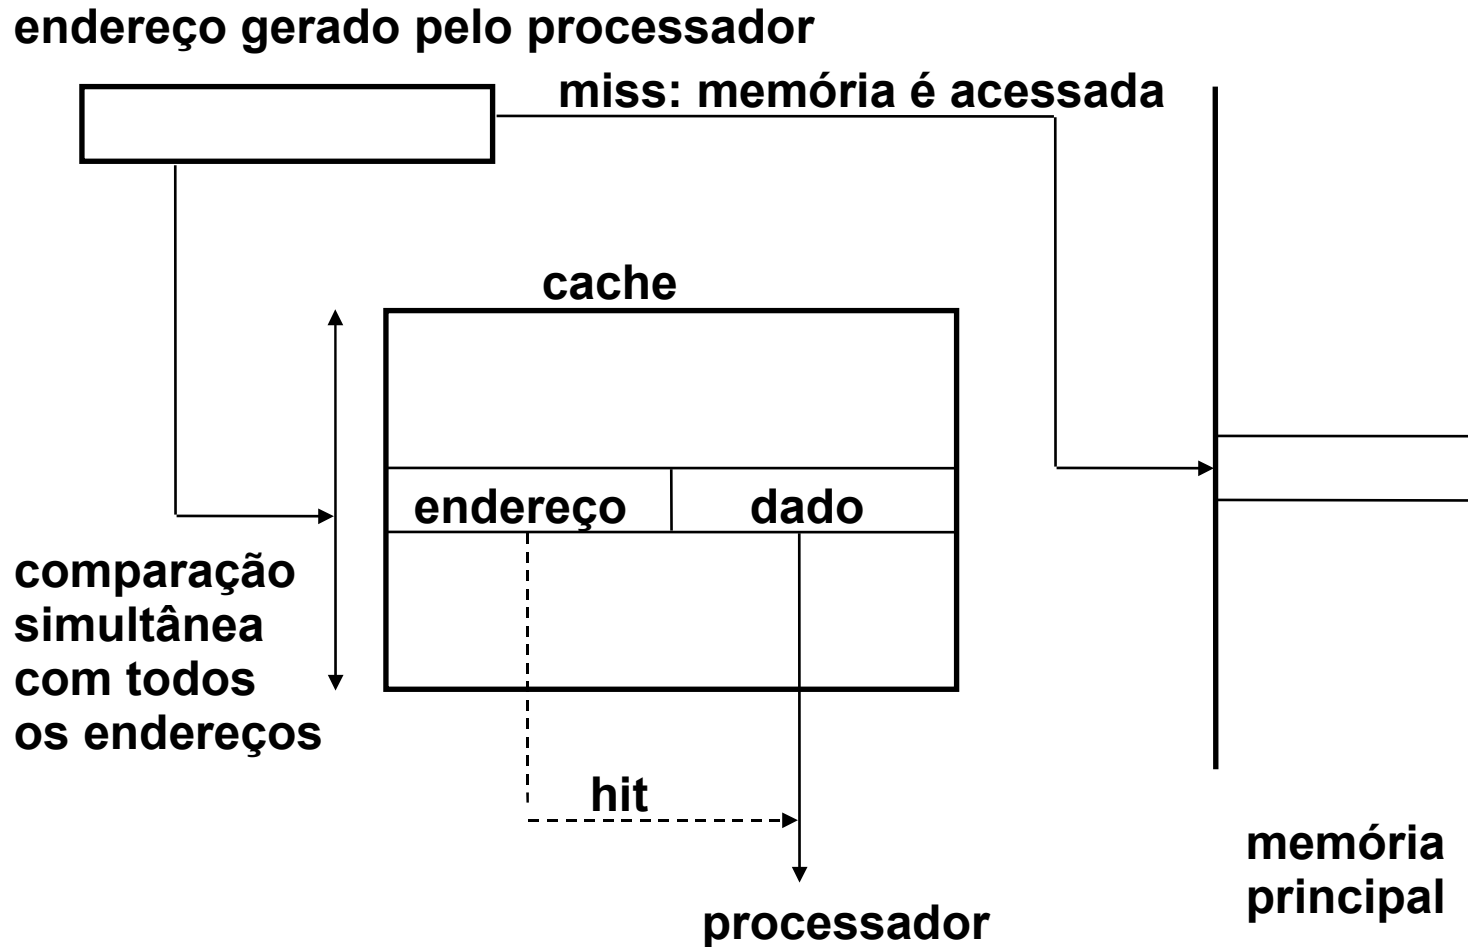 endereço gerado pelo processador
miss: memória é acessada
cache
endereço
dado
comparação
simultânea
com todos
os endereços
hit
memória
principal
processador